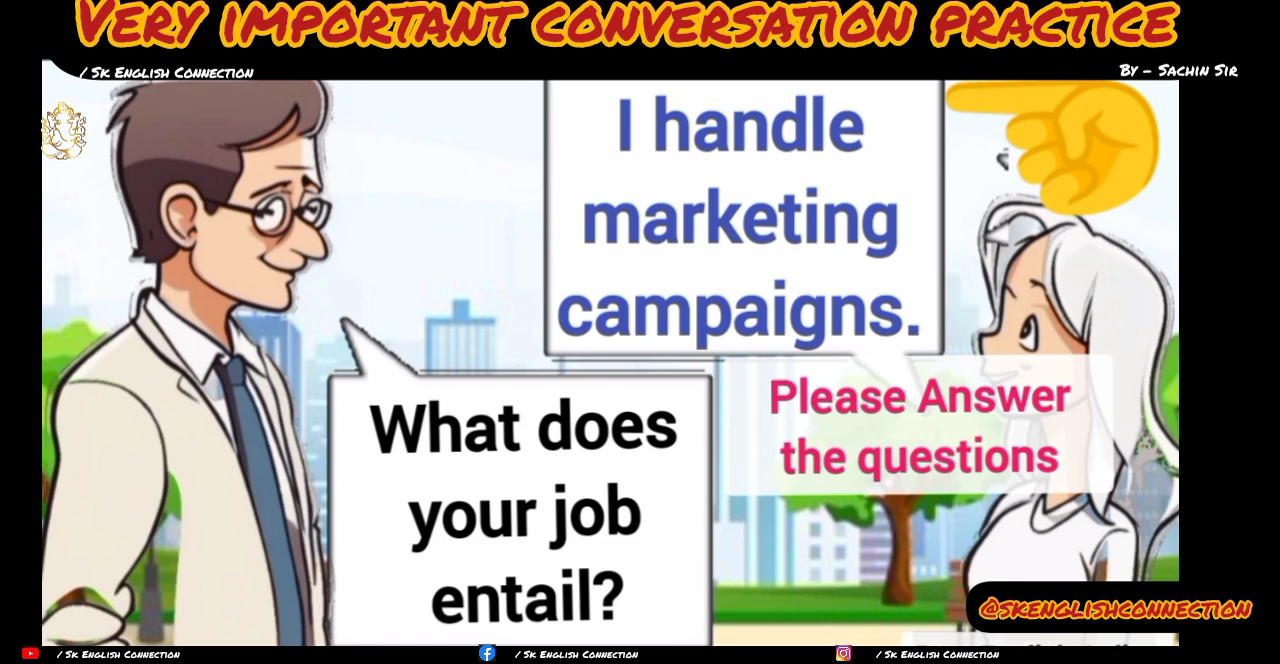 Very important conversation practice
/ Sk English Connection
By - Sachin Sir
I handle
marketing
campaigns.
Please Answer
the questions
What does
your job
entail?
@skenglishconnection
/ Sk English Connection
/ Sk English Connection
/ Sk English Connection